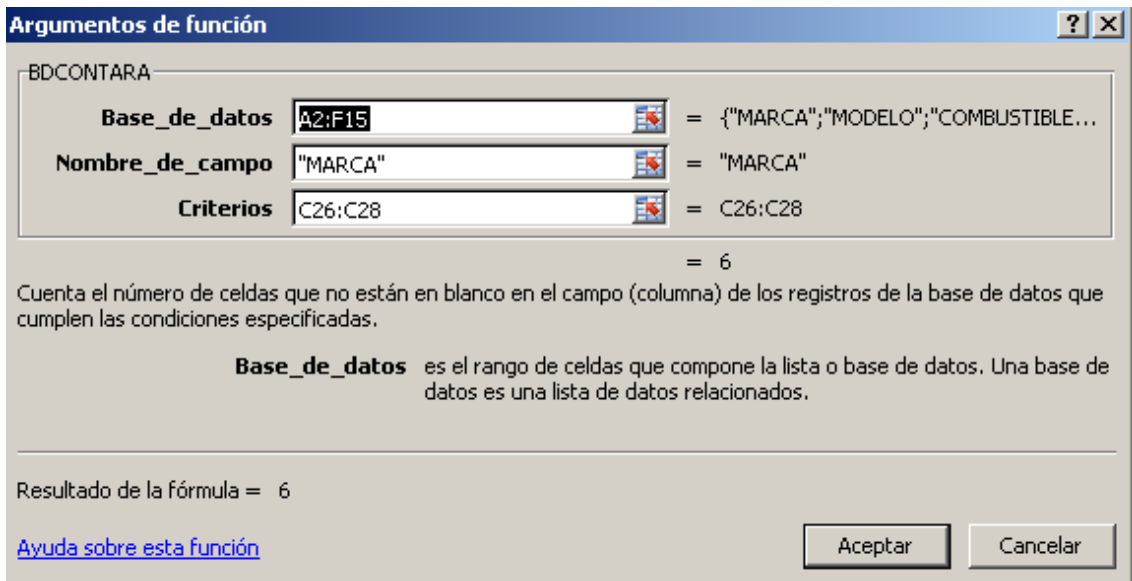 Argumentos de función
BDCONTARA
Base_de_datos A2:F15 = {"MARCA";"MODELO";"COMBUSTIBLE...
Nombre_de_campo "MARCA" = "MARCA"
Criterios C26:C28 = C26:C28
= 6
Cuenta el número de celdas que no están en blanco en el campo (columna) de los registros de la base de datos que
cumplen las condiciones especificadas.
Base_de_datos es el rango de celdas que compone la lista o base de datos. Una base de
datos es una lista de datos relacionados.
Resultado de la fórmula = 6
Ayuda sobre esta función
Aceptar Cancelar